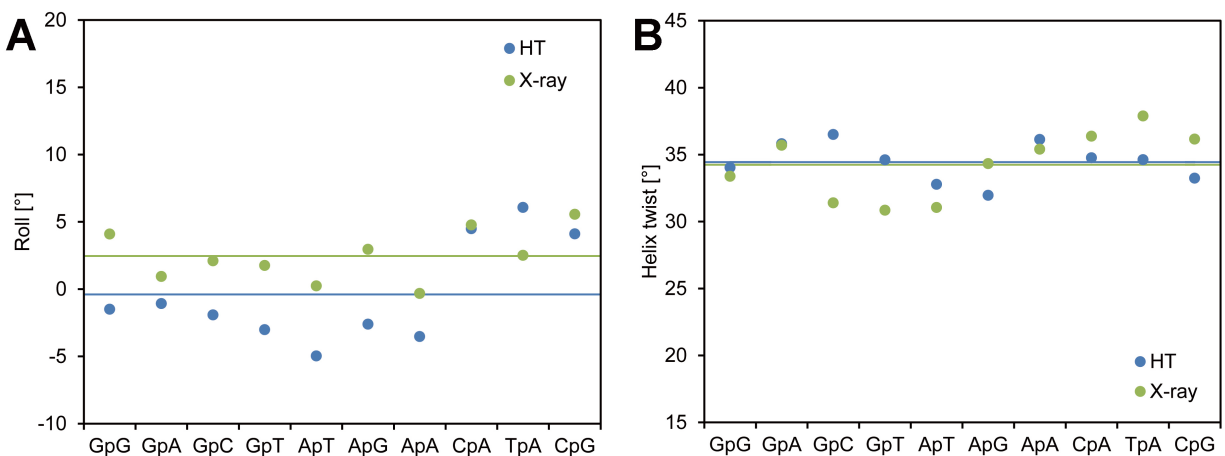 A
Roll [°]
20
15
10
5
0
-5
-10
HT
X-ray
GpG GpA GpC GpT ApT ApG ApA CpA TpA CpG
B
Helix twist [°]
45
40
35
30
25
20
15
HT
X-ray
GpG GpA GpC GpT ApT ApG ApA CpA TpA CpG